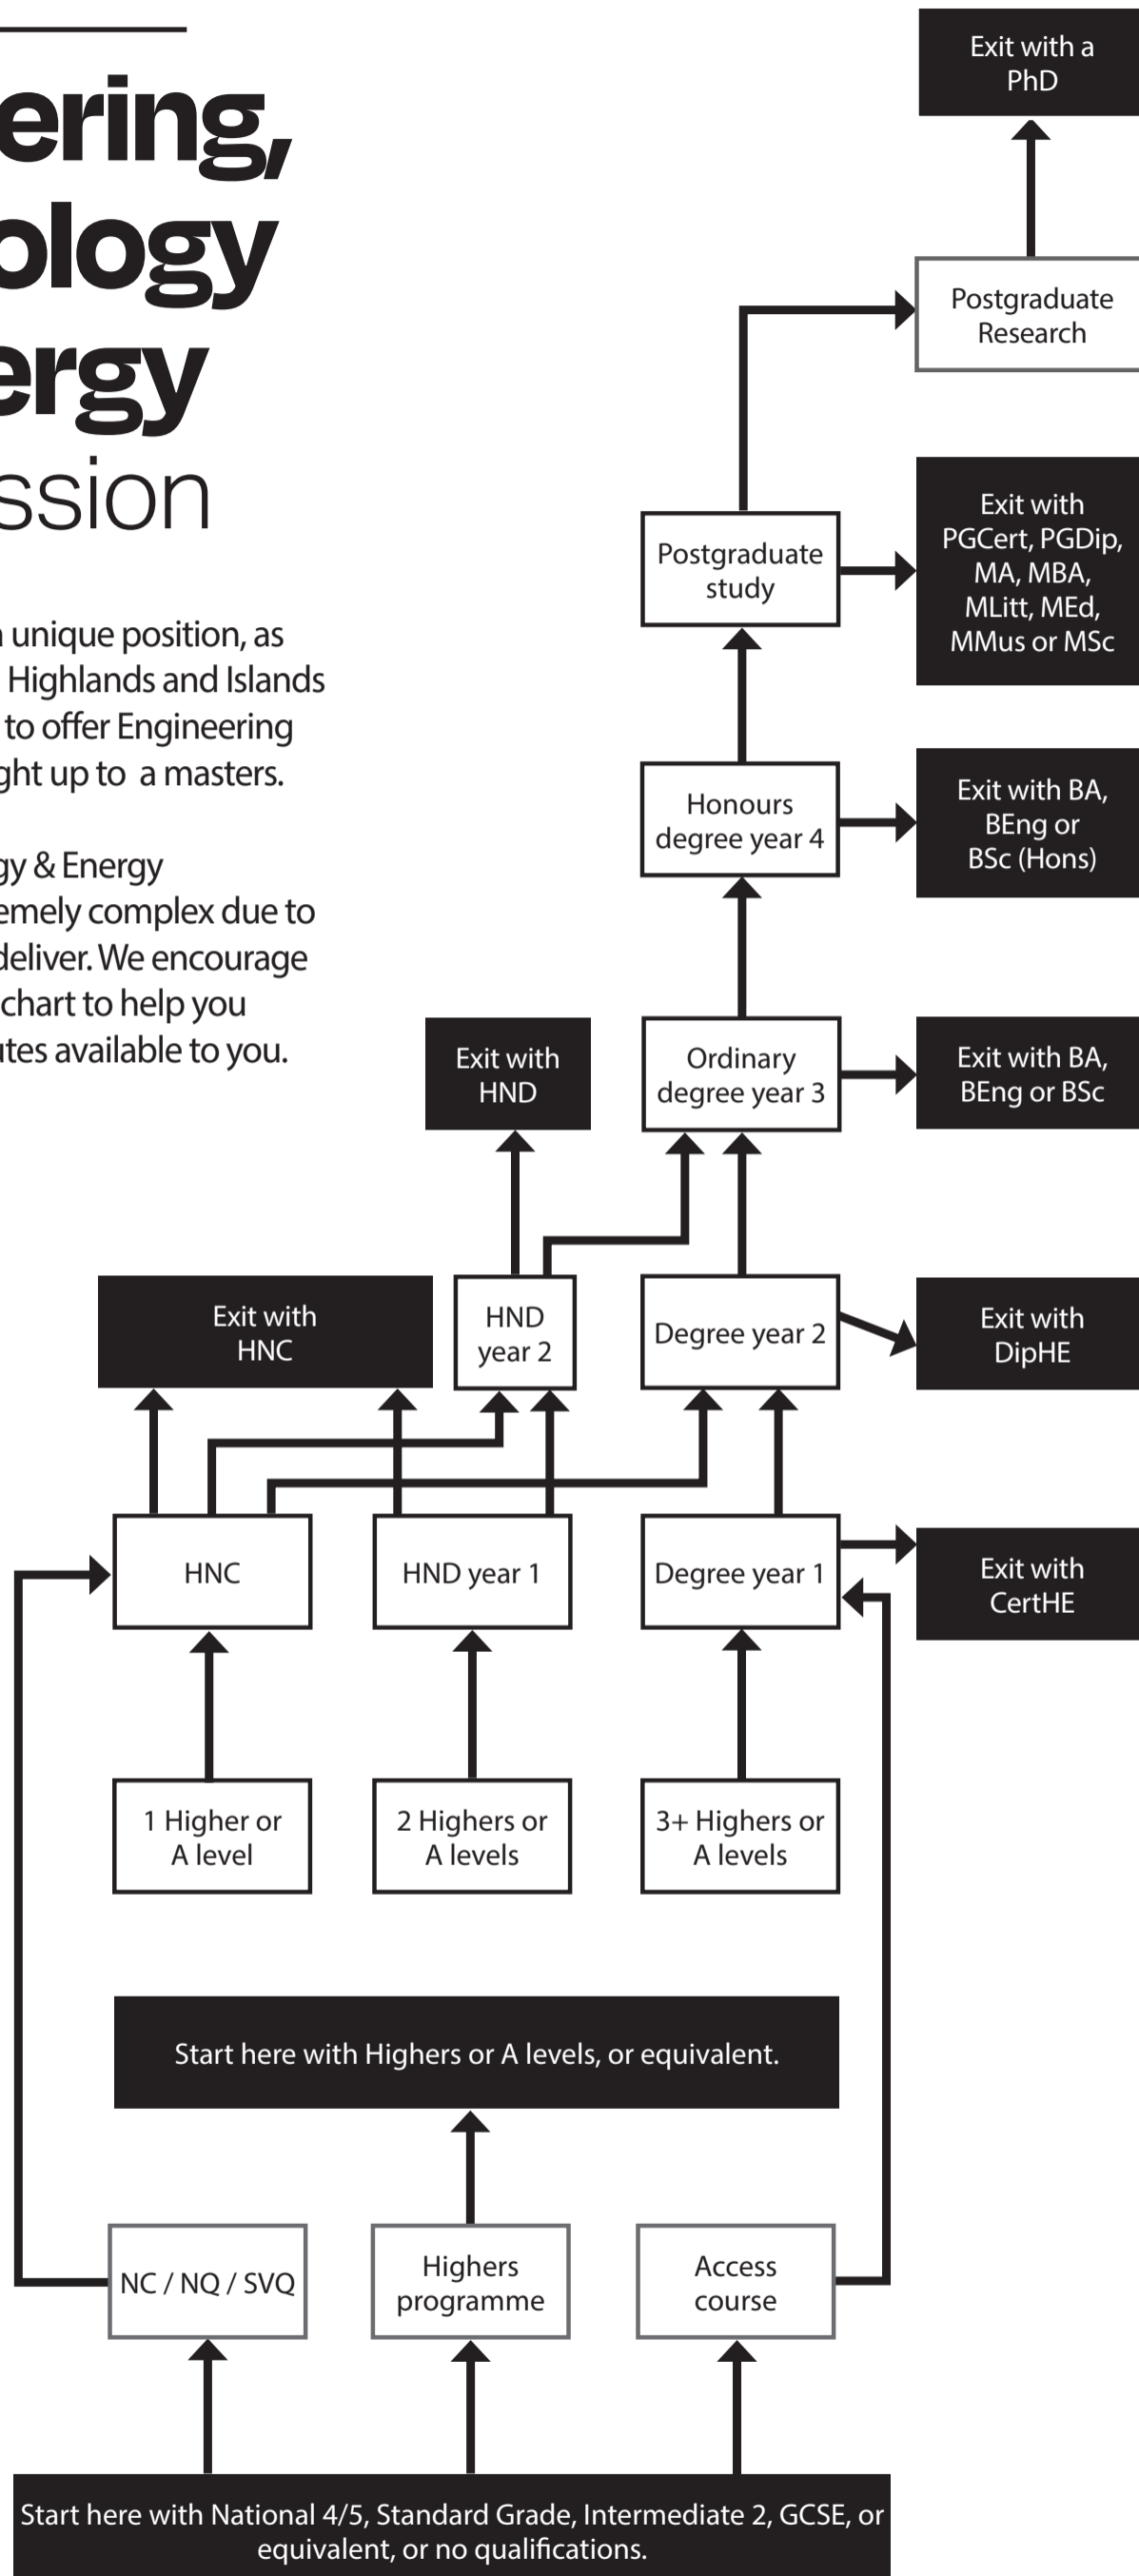 ering,
ology
ergy
ssion
unique position, as
Highlands and Islands
to offer Engineering
ght up to  a masters.
gy & Energy
emely complex due to
deliver. We encourage
chart to help you
utes available to you.
Exit with a
PhD
Postgraduate
Research
Postgraduate
study
Exit with
PGCert, PGDip,
MA, MBA,
MLitt, MEd,
MMus or MSc
Honours
degree year 4
Exit with BA,
BEng or
BSc (Hons)
Exit with
HND
Ordinary
degree year 3
Exit with BA,
BEng or BSc
Exit with
HNC
HND
year 2
Degree year 2
Exit with
DipHE
HNC
HND year 1
Degree year 1
Exit with
CertHE
1 Higher or
A level
2 Highers or
A levels
3+ Highers or
A levels
Start here with Highers or A levels, or equivalent.
NC / NQ / SVQ
Highers
programme
Access
course
Start here with National 4/5, Standard Grade, Intermediate 2, GCSE, or
equivalent, or no qualifications.